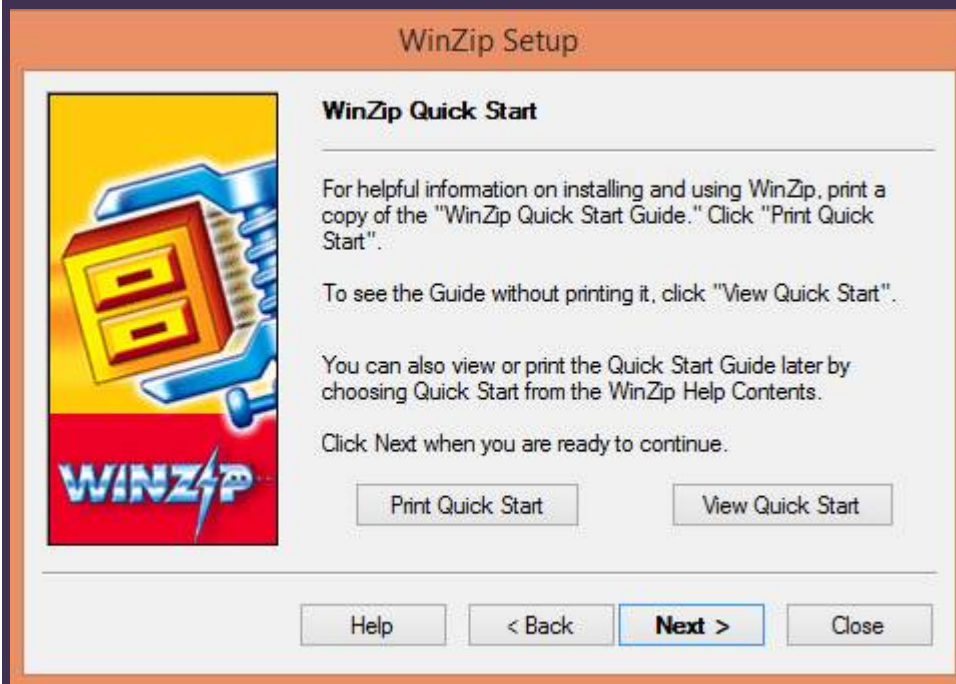 WinZip Setup
WinZip Quick Start
For helpful information on installing and using WinZip, print a
copy of the "WinZip Quick Start Guide." Click "Print Quick
Start".
To see the Guide without printing it, click "View Quick Start".
You can also view or print the Quick Start Guide later by
choosing Quick Start from the WinZip Help Contents.
Click Next when you are ready to continue.
WINZIP
Print Quick Start
View Quick Start
Help
< Back
Next >
Close